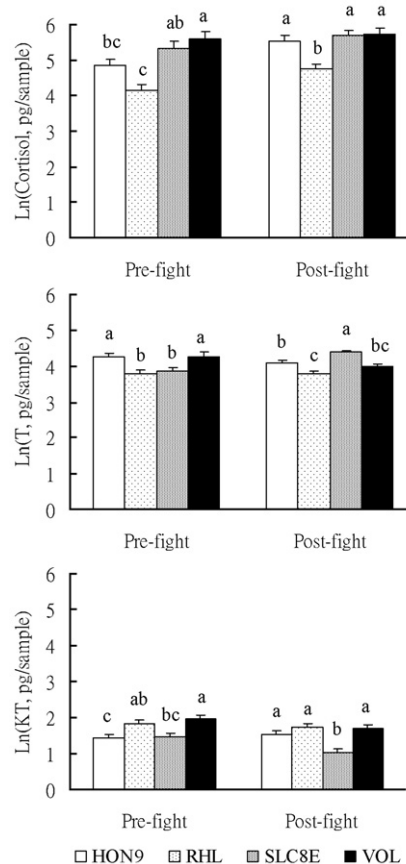 Ln(Cortisol, pg/sample)
6
5
4
3
2
1
0
bc
c
ab
a
a
b
a
a
Pre-fight
Post-fight
Ln(T, pg/sample)
6
5
4
3
2
1
0
a
b
b
a
b
c
a
bc
Pre-fight
Post-fight
Ln(KT, pg/sample)
6
5
4
3
2
1
0
c
ab
bc
a
a
a
b
a
Pre-fight
Post-fight
HON9 RHL SLC8E VOL